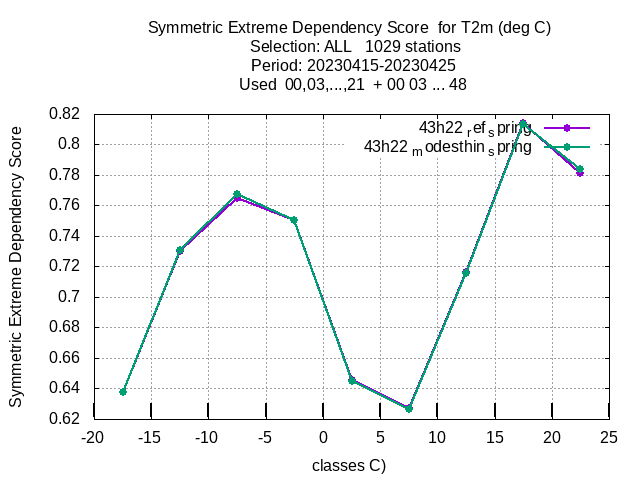 Symmetric Extreme Dependency Score  for T2m (deg C)
Selection: ALL   1029 stations
Period: 20230415-20230425
Used  00,03,...,21  + 00 03 ... 48
Symmetric Extreme Dependency Score
0.82
0.8
0.78
0.76
0.74
0.72
0.7
0.68
0.66
0.64
0.62
43h22 ref spring
43h22 modesthin spring
-20 -15 -10 -5 0 5 10 15 20 25
classes C)